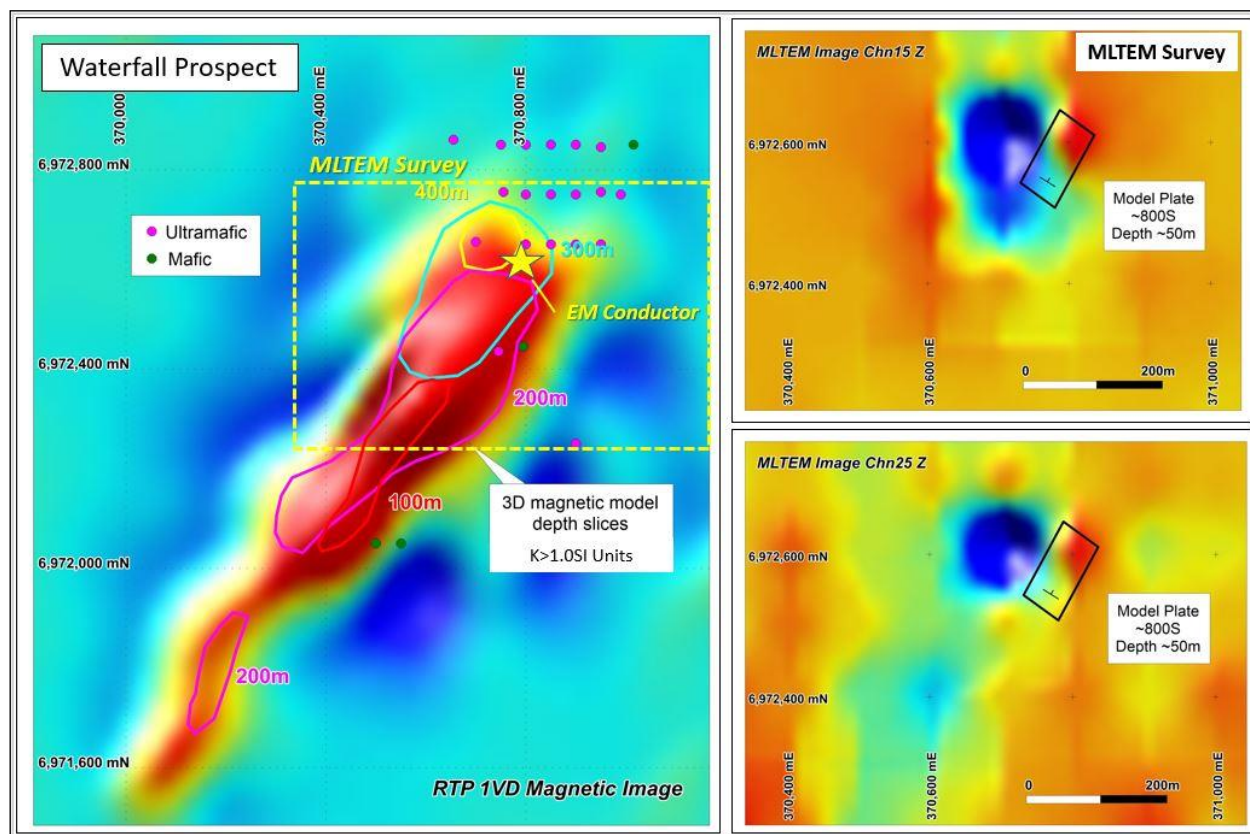 Waterfall Prospect
370,000 mE
370,400 mE
370,800 mE
6,972,800 mN
MLTEM Survey
400m
Ultramafic
Mafic
300m
EM Conductor
6,972,400 mN
200m
100m
3D magnetic model
depth slices
K>1.0SI Units
6,972,000 mN
200m
6,971,600 mN
RTP 1VD Magnetic Image
MLTEM Image Chn15 Z
MLTEM Survey
6,972,600 mN
Model Plate
~800S
Depth ~50m
6,972,400 mN
370,400 mE
370,600 mE
371,000 mE
0
200m
MLTEM Image Chn25 Z
6,972,600 mN
Model Plate
~800S
Depth ~50m
6,972,400 mN
370,400 mE
370,600 mE
371,000 mE
0
200m